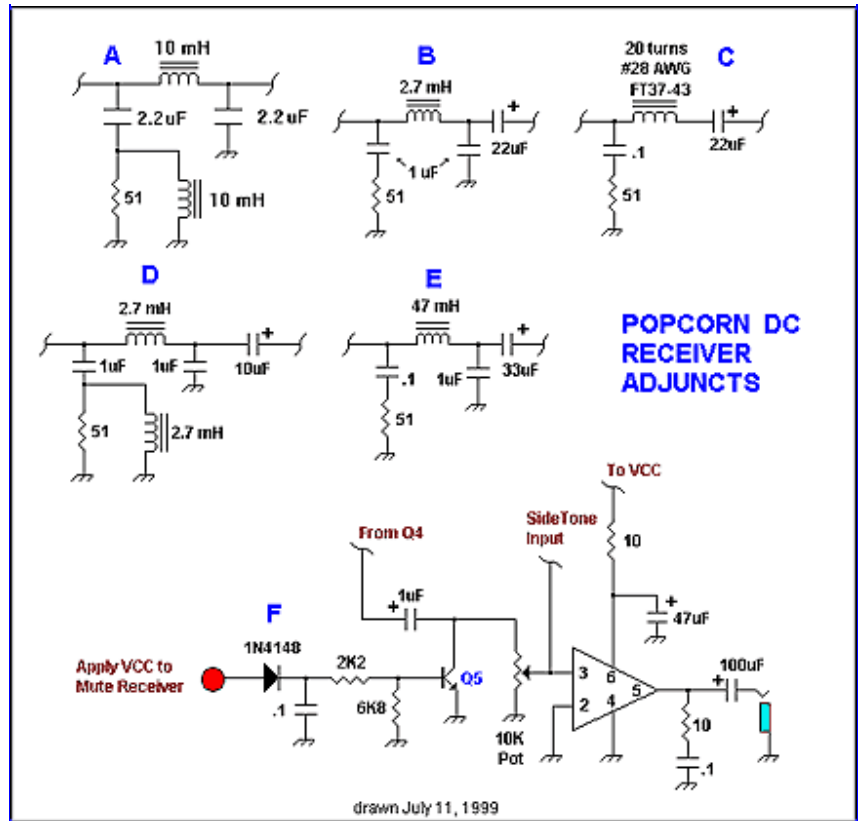 A
10 mH
2.2uF
2.2uF
51
10 mH
B
2.7 mH
+
22uF
1 uF
51
20 turns
#28 AWG
FT37-43
C
+
22uF
.1
51
D
2.7 mH
+
1uF
1uF
10uF
51
2.7 mH
E
47 mH
+
.1
1uF
33uF
51
POPCORN DC
RECEIVER
ADJUNCTS
To VCC
SideTone
Input
10
From Q4
+
1uF
+
47uF
F
1N4148
Apply VCC to
Mute Receiver
2K2
Q5
.1
6K8
10K
Pot
3
2
6
4
5
+
100uF
10
.1
drawn July 11, 1999